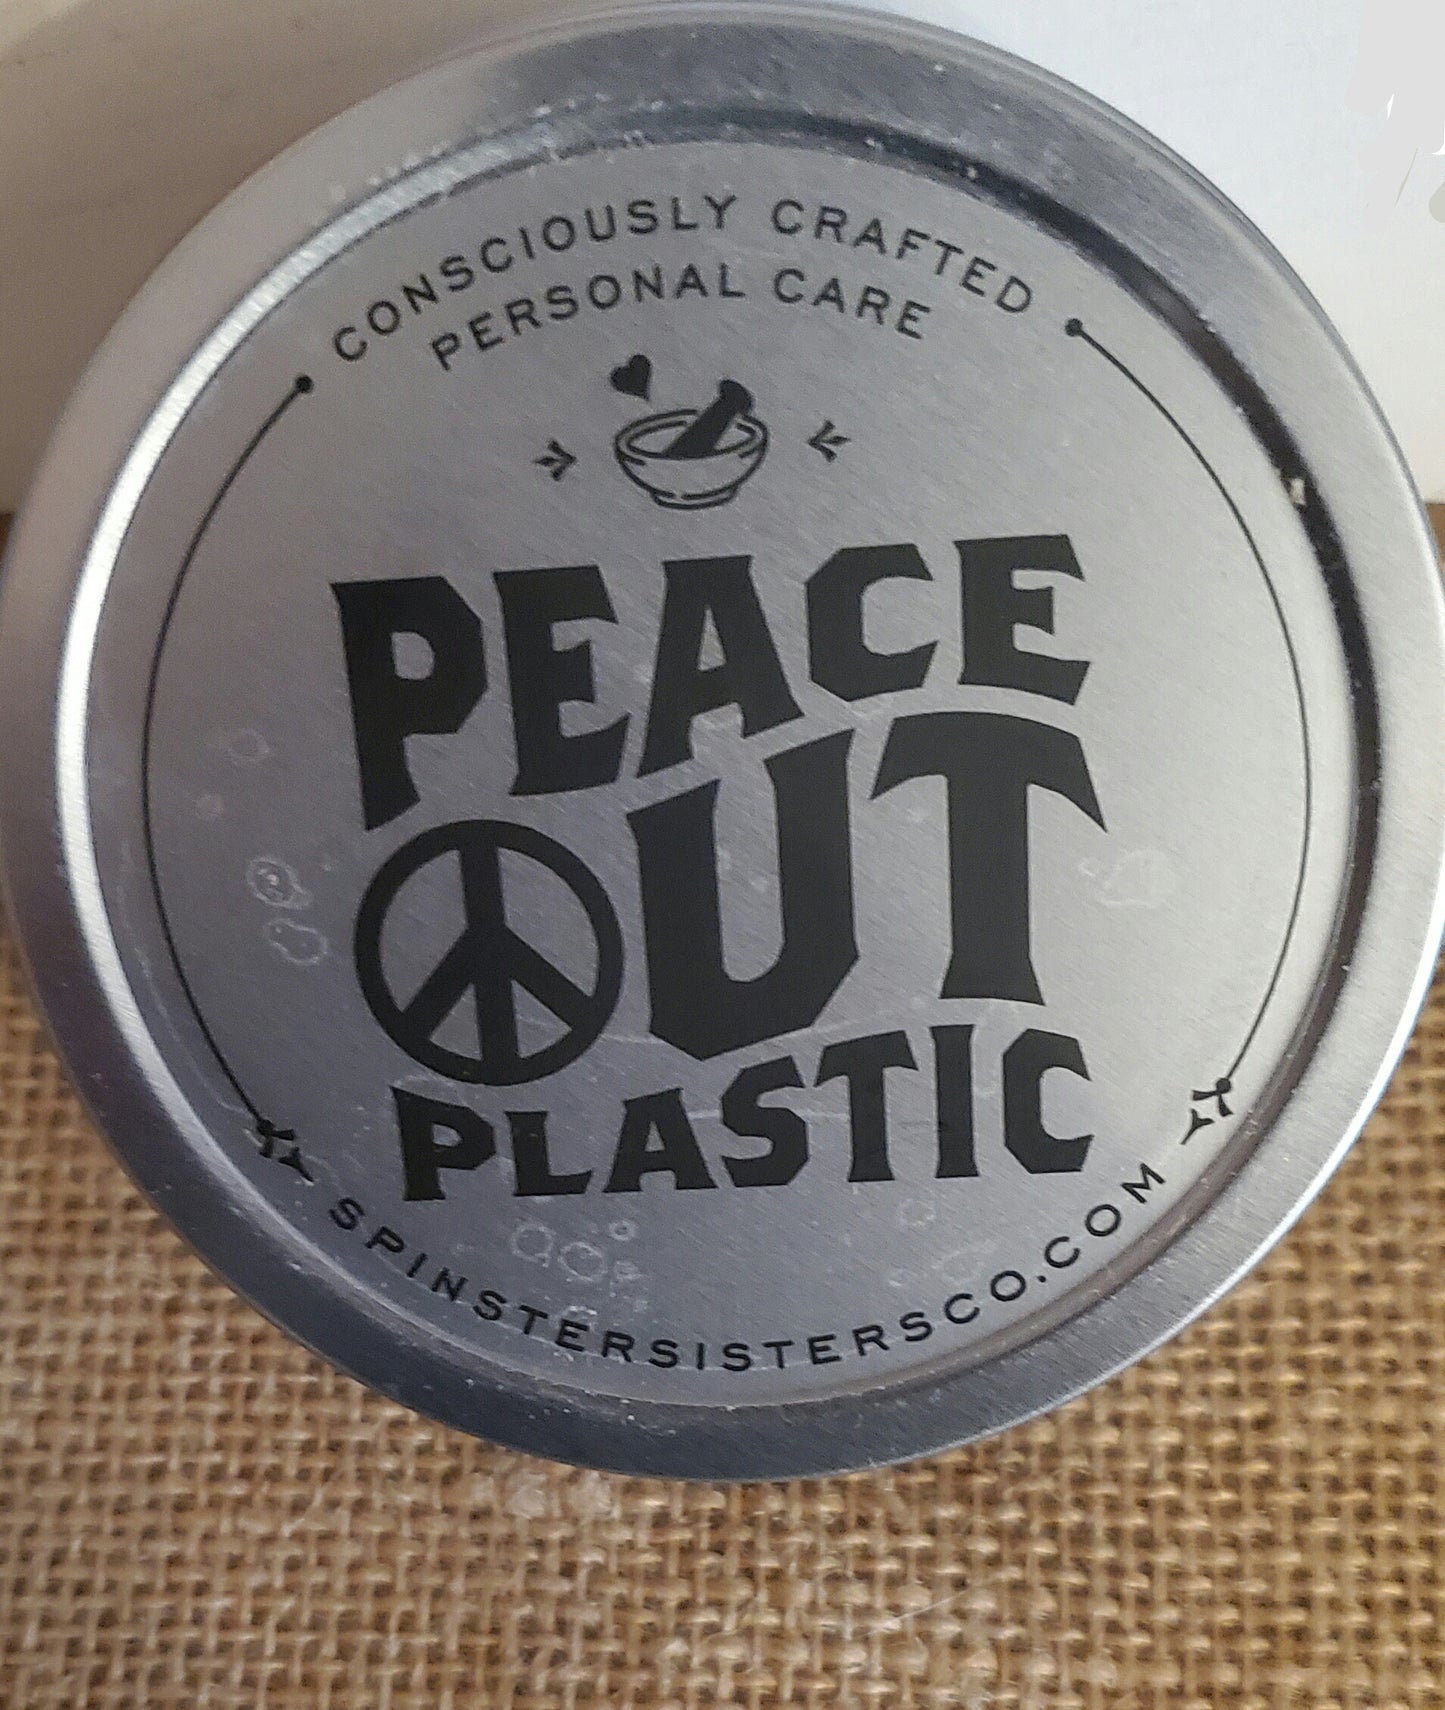 CONSCIOUSLY CRAFTED
PERSONAL CARE
PEACE
OUT
PLASTIC
SPINSTERSISTERSCO.COM